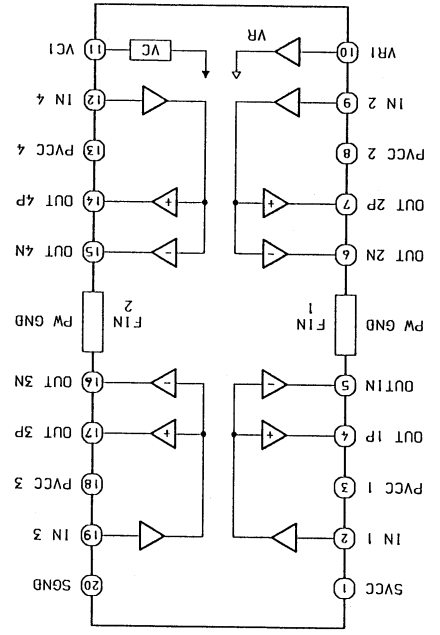 SVCC 1 20 SGND
IN 1 2 19 IN 3
PVCC 1 3 18 PVCC 3
OUT 1P 4 + + 17 OUT 3P
OUT1N 5 - - 16 OUT 3N
PW GND FIN 1 FIN 2 PW GND
OUT 2N 6 - - 15 OUT 4N
OUT 2P 7 + + 14 OUT 4P
PVCC 2 8 13 PVCC 4
IN 2 9 12 IN 4
VR1 10 VR VC 11 VC1